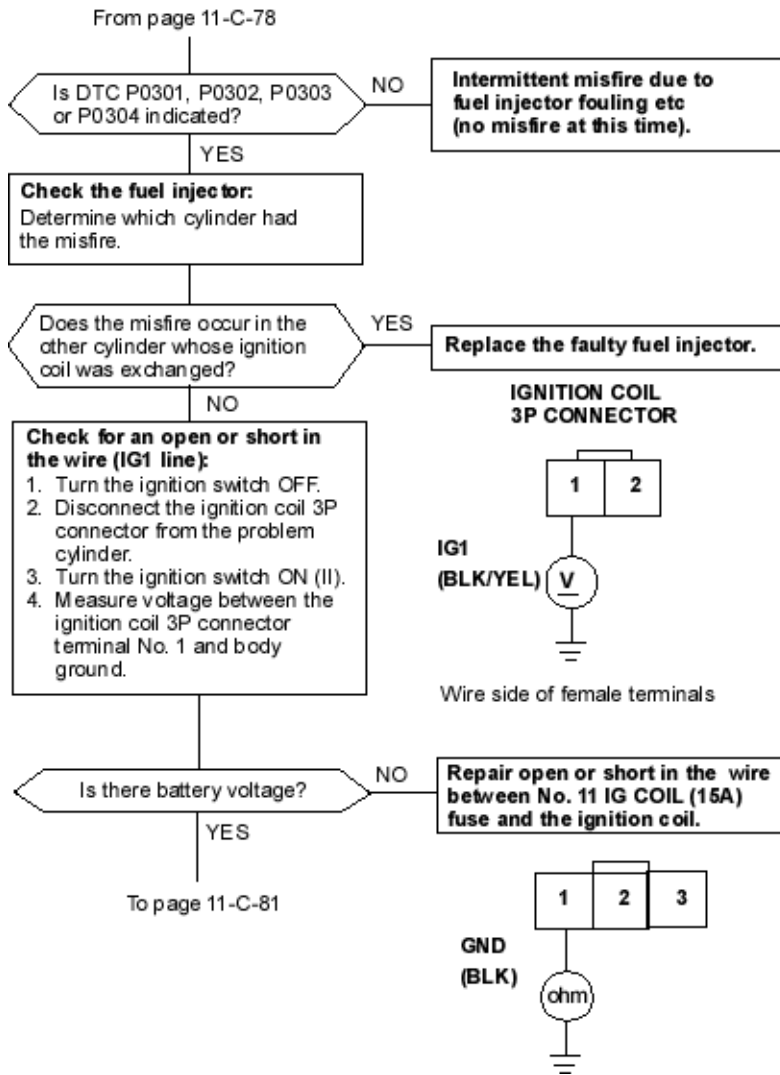 From page 11-C-78
Is DTC P0301, P0302, P0303
or P0304 indicated?
NO
Intermittent misfire due to
fuel injector fouling etc
(no misfire at this time).
YES
Check the fuel injector:
Determine which cylinder had
the misfire.
Does the misfire occur in the
other cylinder whose ignition
coil was exchanged?
YES
Replace the faulty fuel injector.
NO
IGNITION COIL
3P CONNECTOR
1 2
IG1
(BLK/YEL)
V
Wire side of female terminals
Check for an open or short in
the wire (IG1 line):
1. Turn the ignition switch OFF.
2. Disconnect the ignition coil 3P
connector from the problem
cylinder.
3. Turn the ignition switch ON (II).
4. Measure voltage between the
ignition coil 3P connector
terminal No. 1 and body
ground.
Is there battery voltage?
NO
Repair open or short in the wire
between No. 11 IG COIL (15A)
fuse and the ignition coil.
YES
To page 11-C-81
1 2 3
GND
(BLK)
ohm